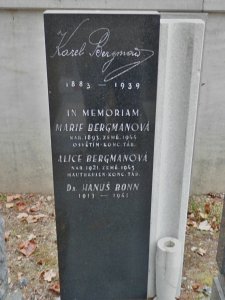 Karel Bergman
1883 – 1939
IN MEMORIAM
MARIE BERGMANOVÁ
NAR. 1893, ZEMŘ. 1944
OSVĚTIM - KONC. TÁB.
ALICE BERGMANOVÁ
NAR. 1921, ZEMŘ. 1945
MAUTHAUSEN - KONC. TÁB.
DR. HANUŠ BONN
1913 – 1941